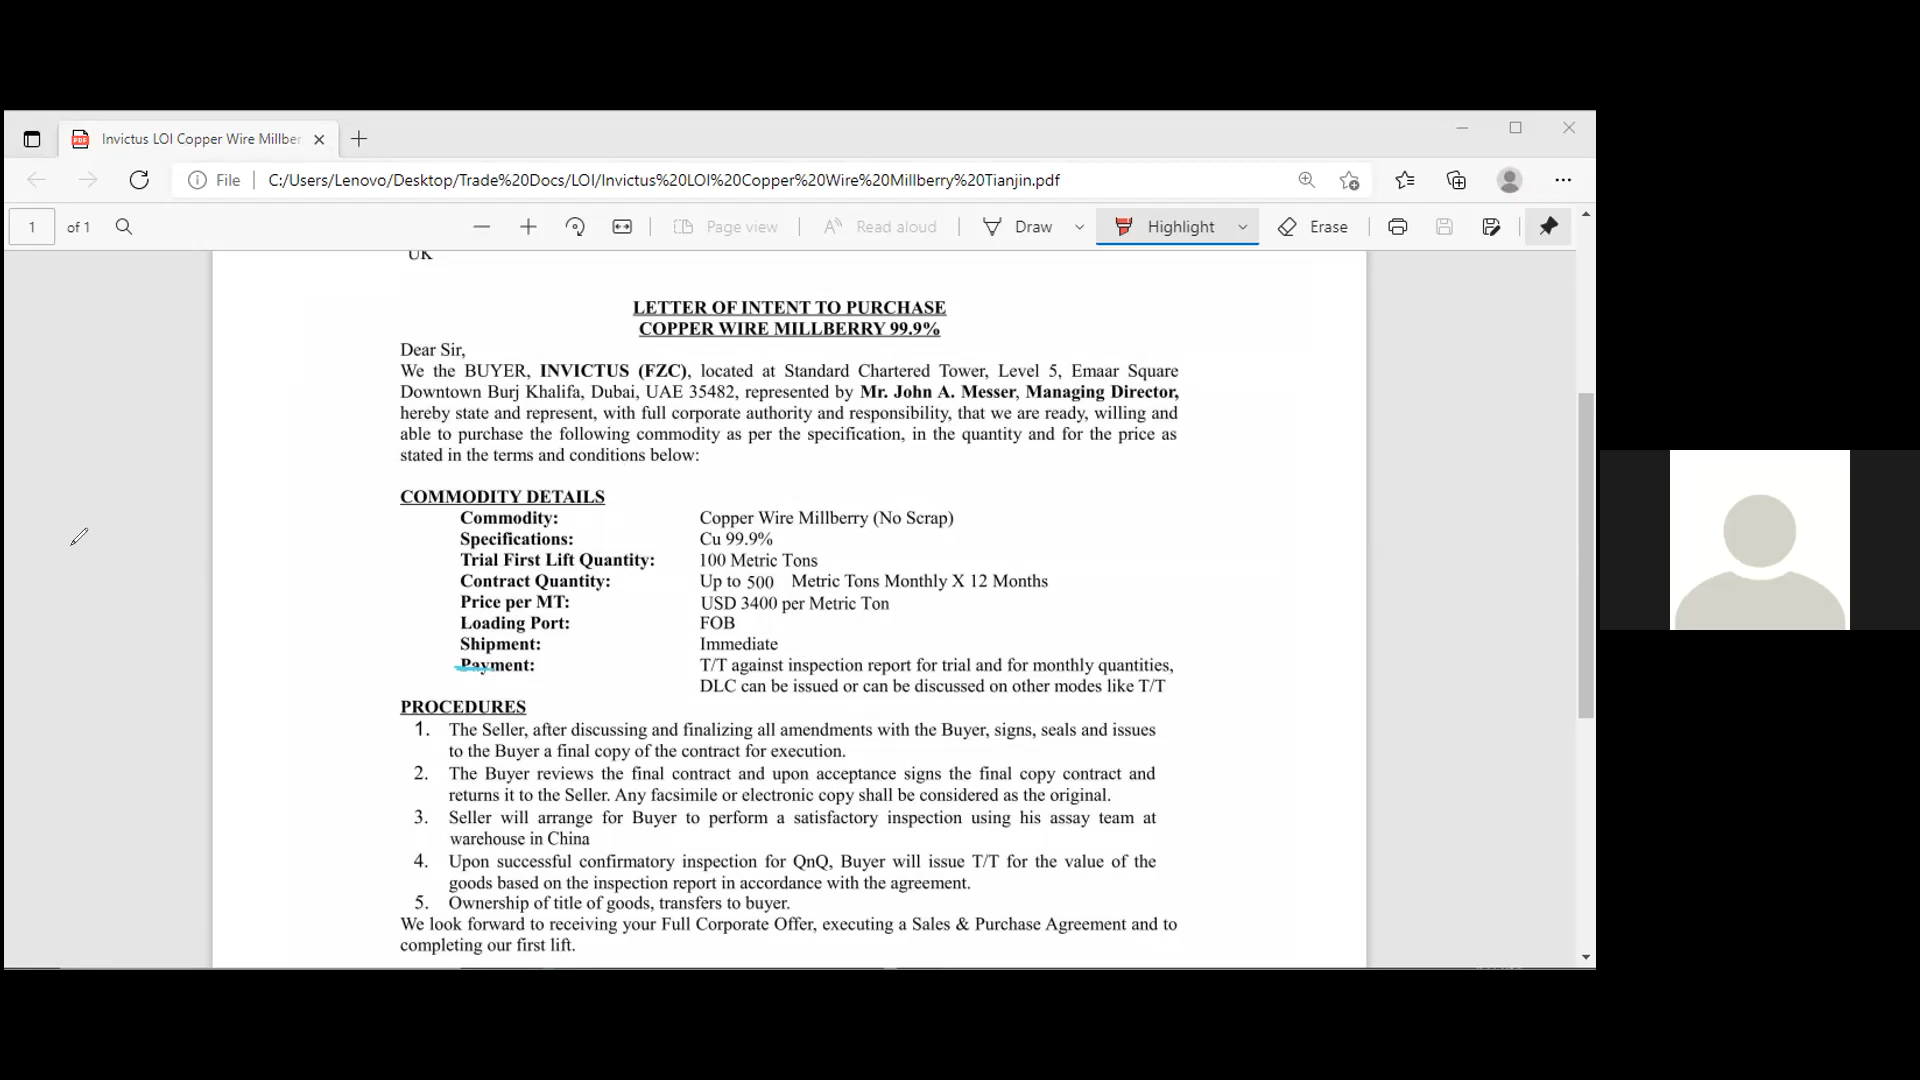 Invictus LOI Copper Wire Millber
File
C:/Users/Lenovo/Desktop/Trade%20Docs/LOI/Invictus%20LOI%20Copper%20Wire%20Millberry%20Tianjin.pdf
1 of 1 Page view Read aloud Draw Highlight Erase
UK
LETTER OF INTENT TO PURCHASE
COPPER WIRE MILLBERRY 99.9%
Dear Sir,
We the BUYER, INVICTUS (FZC), located at Standard Chartered Tower, Level 5, Emaar Square
Downtown Burj Khalifa, Dubai, UAE 35482, represented by Mr. John A. Messer, Managing Director,
hereby state and represent, with full corporate authority and responsibility, that we are ready, willing and
able to purchase the following commodity as per the specification, in the quantity and for the price as
stated in the terms and conditions below:
COMMODITY DETAILS
Commodity: Copper Wire Millberry (No Scrap)
Specifications: Cu 99.9%
Trial First Lift Quantity: 100 Metric Tons
Contract Quantity: Up to 500 Metric Tons Monthly X 12 Months
Price per MT: USD 3400 per Metric Ton
Loading Port: FOB
Shipment: Immediate
Payment: T/T against inspection report for trial and for monthly quantities,
DLC can be issued or can be discussed on other modes like T/T
PROCEDURES
1. The Seller, after discussing and finalizing all amendments with the Buyer, signs, seals and issues
to the Buyer a final copy of the contract for execution.
2. The Buyer reviews the final contract and upon acceptance signs the final copy contract and
returns it to the Seller. Any facsimile or electronic copy shall be considered as the original.
3. Seller will arrange for Buyer to perform a satisfactory inspection using his assay team at
warehouse in China
4. Upon successful confirmatory inspection for QnQ, Buyer will issue T/T for the value of the
goods based on the inspection report in accordance with the agreement.
5. Ownership of title of goods, transfers to buyer.
We look forward to receiving your Full Corporate Offer, executing a Sales & Purchase Agreement and to
completing our first lift.